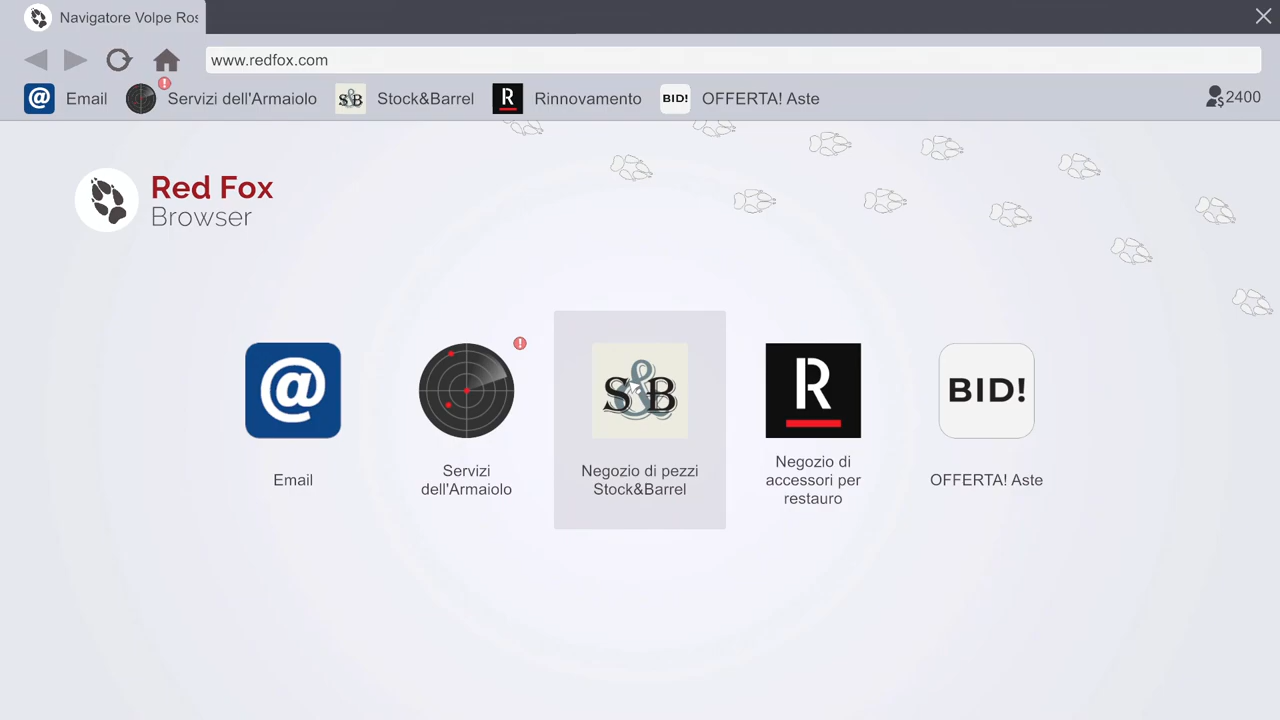 Navigatore Volpe Ros
www.redfox.com
@ Email
! Servizi dell'Armaiolo
S&B Stock&Barrel
R Rinnovamento
BID! OFFERTA! Aste
2400
Red Fox
Browser
@
Email
!
Servizi
dell'Armaiolo
S&B
Negozio di pezzi
Stock&Barrel
R
Negozio di
accessori per
restauro
BID!
OFFERTA! Aste